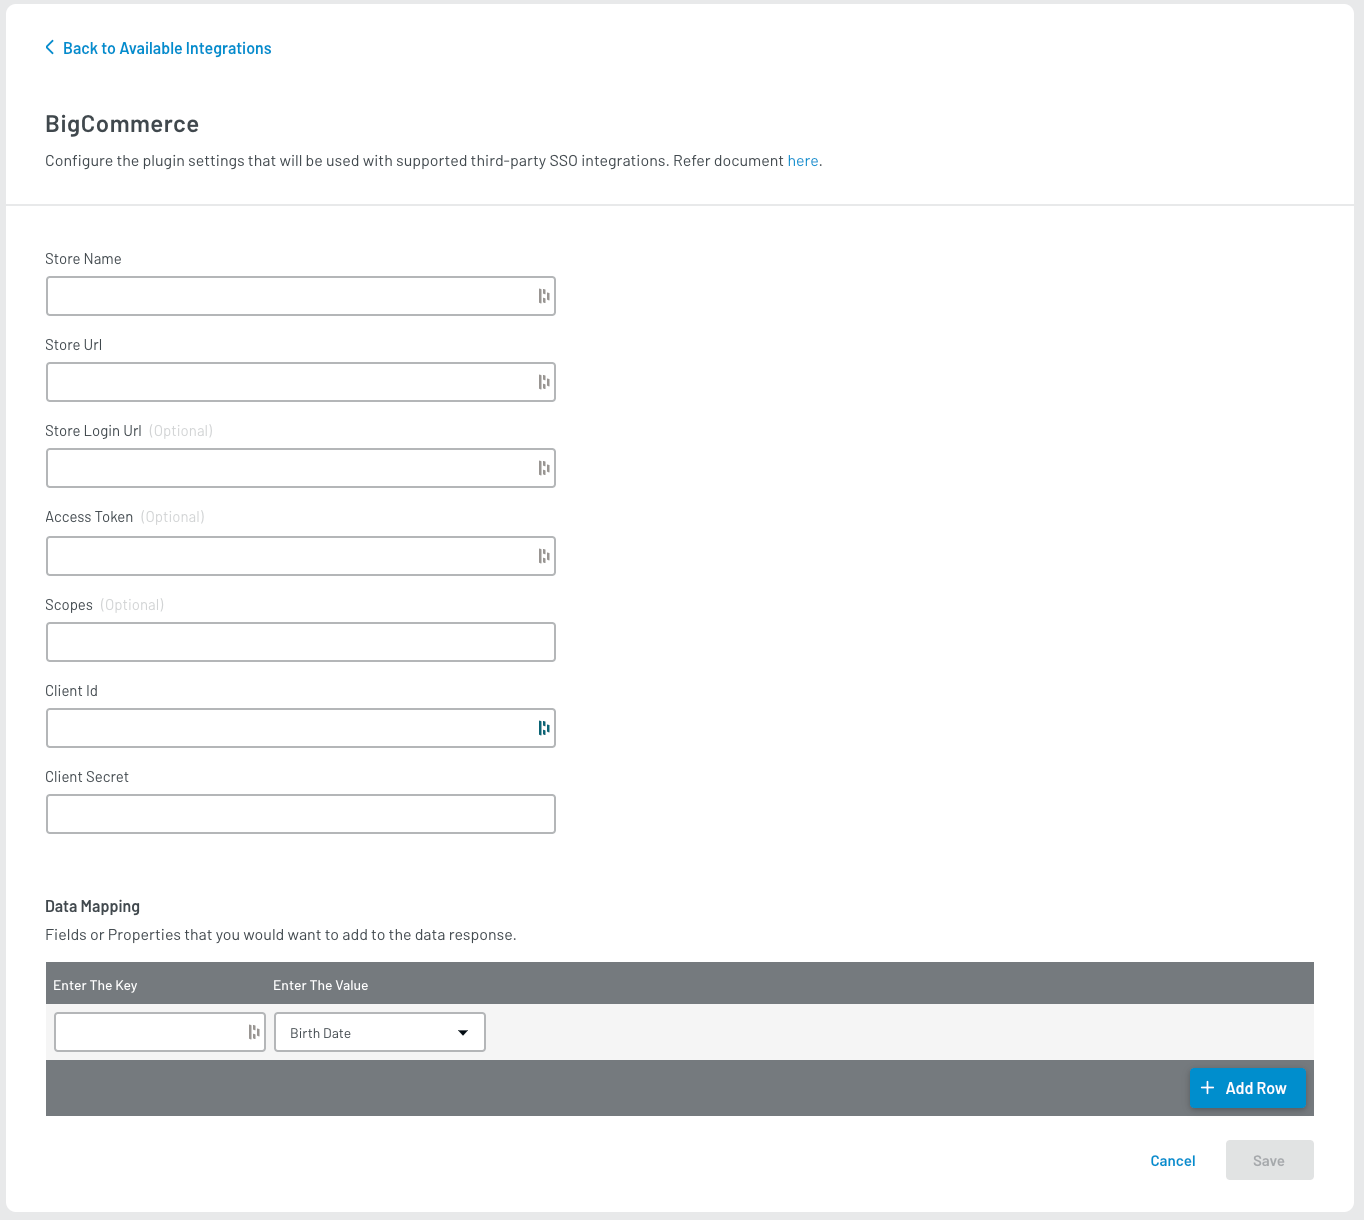 Back to Available Integrations
BigCommerce
Configure the plugin settings that will be used with supported third-party SSO integrations. Refer document here.
Store Name
Store Url
Store Login Url (Optional)
Access Token (Optional)
Scopes (Optional)
Client Id
Client Secret
Data Mapping
Fields or Properties that you would want to add to the data response.
Enter The Key Enter The Value
Birth Date
Add Row
Cancel Save